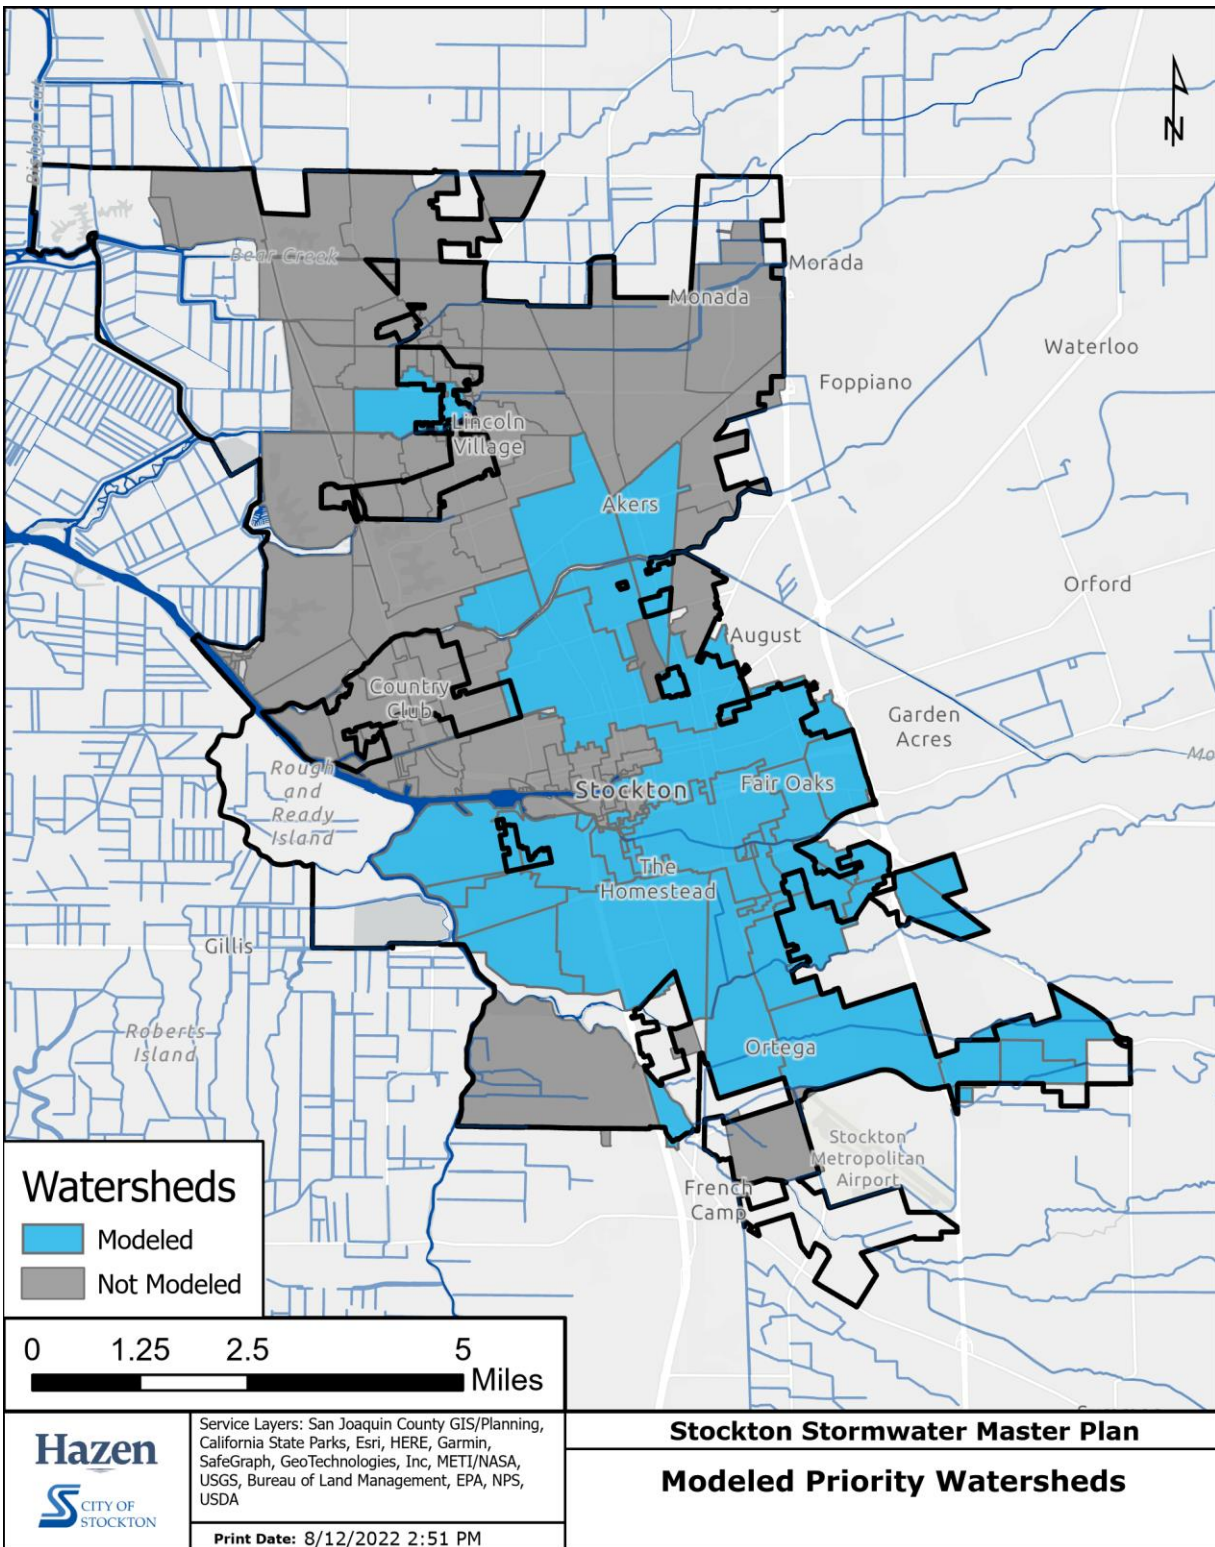 Bishop Cut
N
Bear Creek
Morada
Monada
Waterloo
Foppiano
Lincoln
Village
Akers
Orford
August
Country
Club
Garden
Acres
Mo
Rough
and
Ready
Island
Stockton
Fair Oaks
The
Homestead
Gillis
Roberts
Island
Ortega
Stockton
Metropolitan
Airport
French
Camp
Watersheds
Modeled
Not Modeled
0 1.25 2.5 5
Miles
Hazen
CITY OF
STOCKTON
Service Layers: San Joaquin County GIS/Planning,
California State Parks, Esri, HERE, Garmin,
SafeGraph, GeoTechnologies, Inc, METI/NASA,
USGS, Bureau of Land Management, EPA, NPS,
USDA
Print Date: 8/12/2022 2:51 PM
Stockton Stormwater Master Plan
Modeled Priority Watersheds